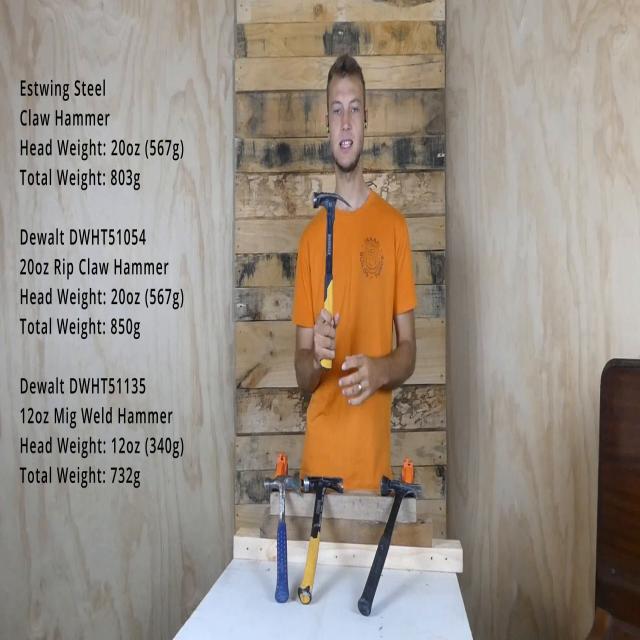 Estwing Steel
Claw Hammer
Head Weight: 20oz (567g)
Total Weight: 803g
Dewalt DWHT51054
20oz Rip Claw Hammer
Head Weight: 20oz (567g)
Total Weight: 850g
Dewalt DWHT51135
12oz Mig Weld Hammer
Head Weight: 12oz (340g)
Total Weight: 732g